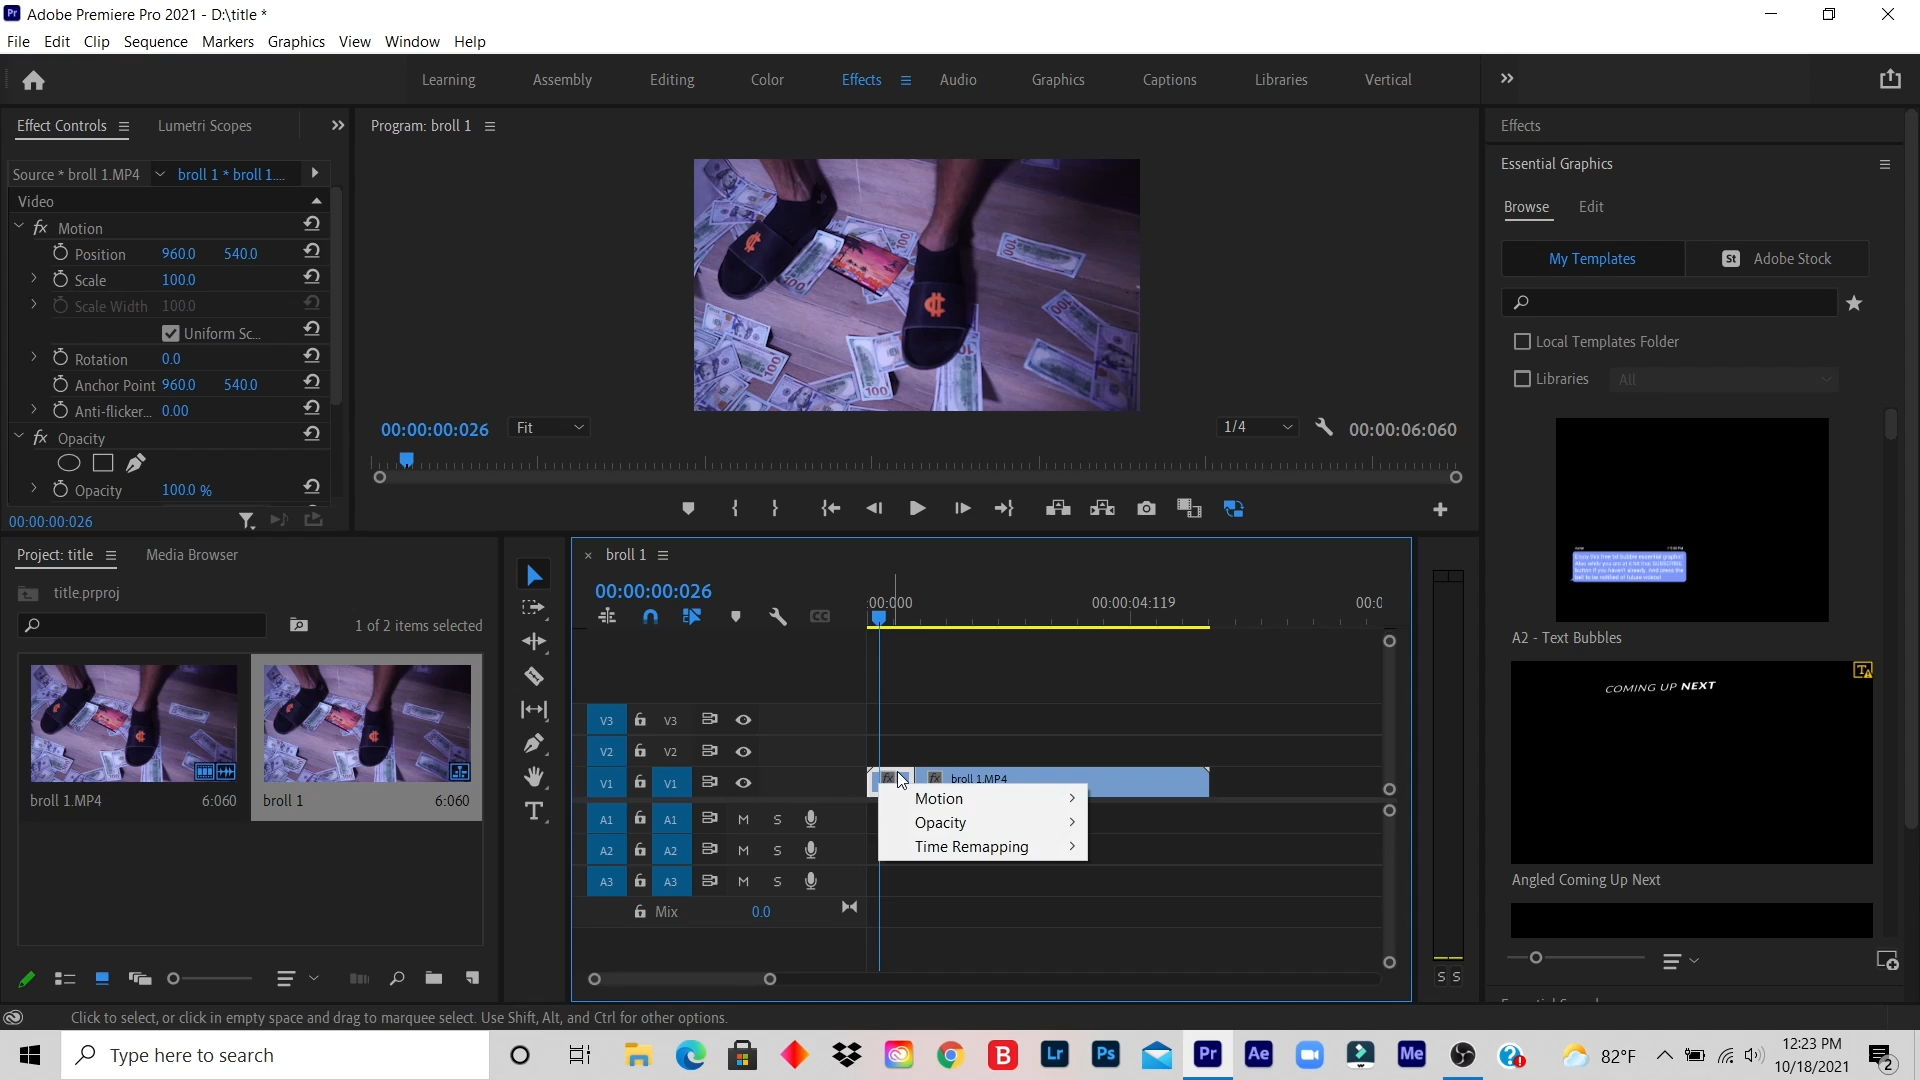 Adobe Premiere Pro 2021 - D:\title *
File Edit Clip Sequence Markers Graphics View Window Help
Learning Assembly Editing Color Effects Audio Graphics Captions Libraries Vertical
Effect Controls Lumetri Scopes
Program: broll 1
Effects
Source * broll 1.MP4 broll 1 * broll 1....
Essential Graphics
Video
Browse Edit
fx Motion
Position 960.0 540.0
My Templates St Adobe Stock
Scale 100.0
Scale Width 100.0
Uniform Sc...
Local Templates Folder
Rotation 0.0
Libraries All
Anchor Point 960.0 540.0
Anti-flicker... 0.00
00:00:00:026 Fit 1/4 00:00:06:060
fx Opacity
Opacity 100.0 %
00:00:00:026
Project: title Media Browser
broll 1
title.prproj
00:00:00:026
:00:000 00:00:04:119 00:0
1 of 2 items selected
A2 - Text Bubbles
COMING UP NEXT
V3 V3
V2 V2
V1 V1 fx fx broll 1.MP4
broll 1.MP4 6:060 broll 1 6:060
Motion
Opacity
Time Remapping
A1 A1 M S
A2 A2 M S
A3 A3 M S
Mix 0.0
Angled Coming Up Next
S S
Click to select, or click in empty space and drag to marquee select. Use Shift, Alt, and Ctrl for other options.
Type here to search
Lr Ps Pr Ae Me
82°F
12:23 PM
10/18/2021
2